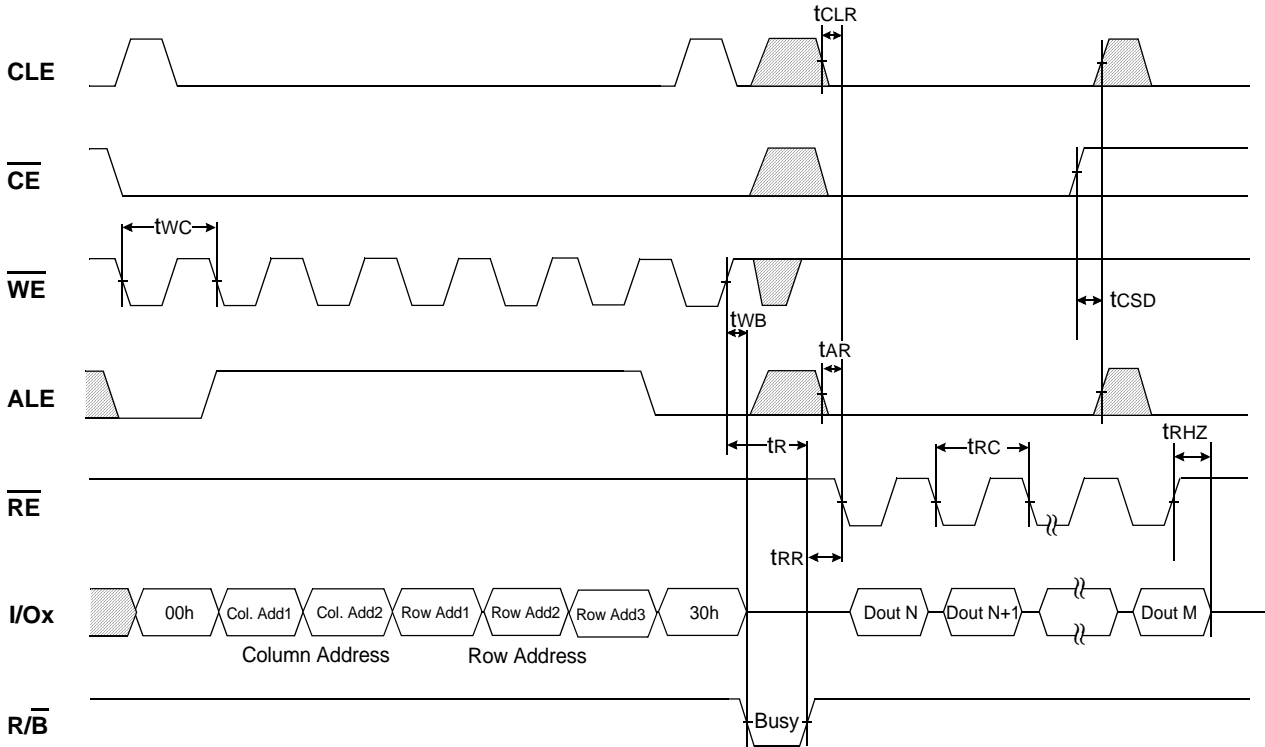 tCLR
CLE
CE
tWC
WE
tWB
tCSD
tAR
ALE
tR
tRC
tRHZ
RE
tRR
I/Ox
00h
Col. Add1
Col. Add2
Row Add1
Row Add2
Row Add3
30h
Dout N
Dout N+1
Dout M
Column Address
Row Address
R/B
Busy